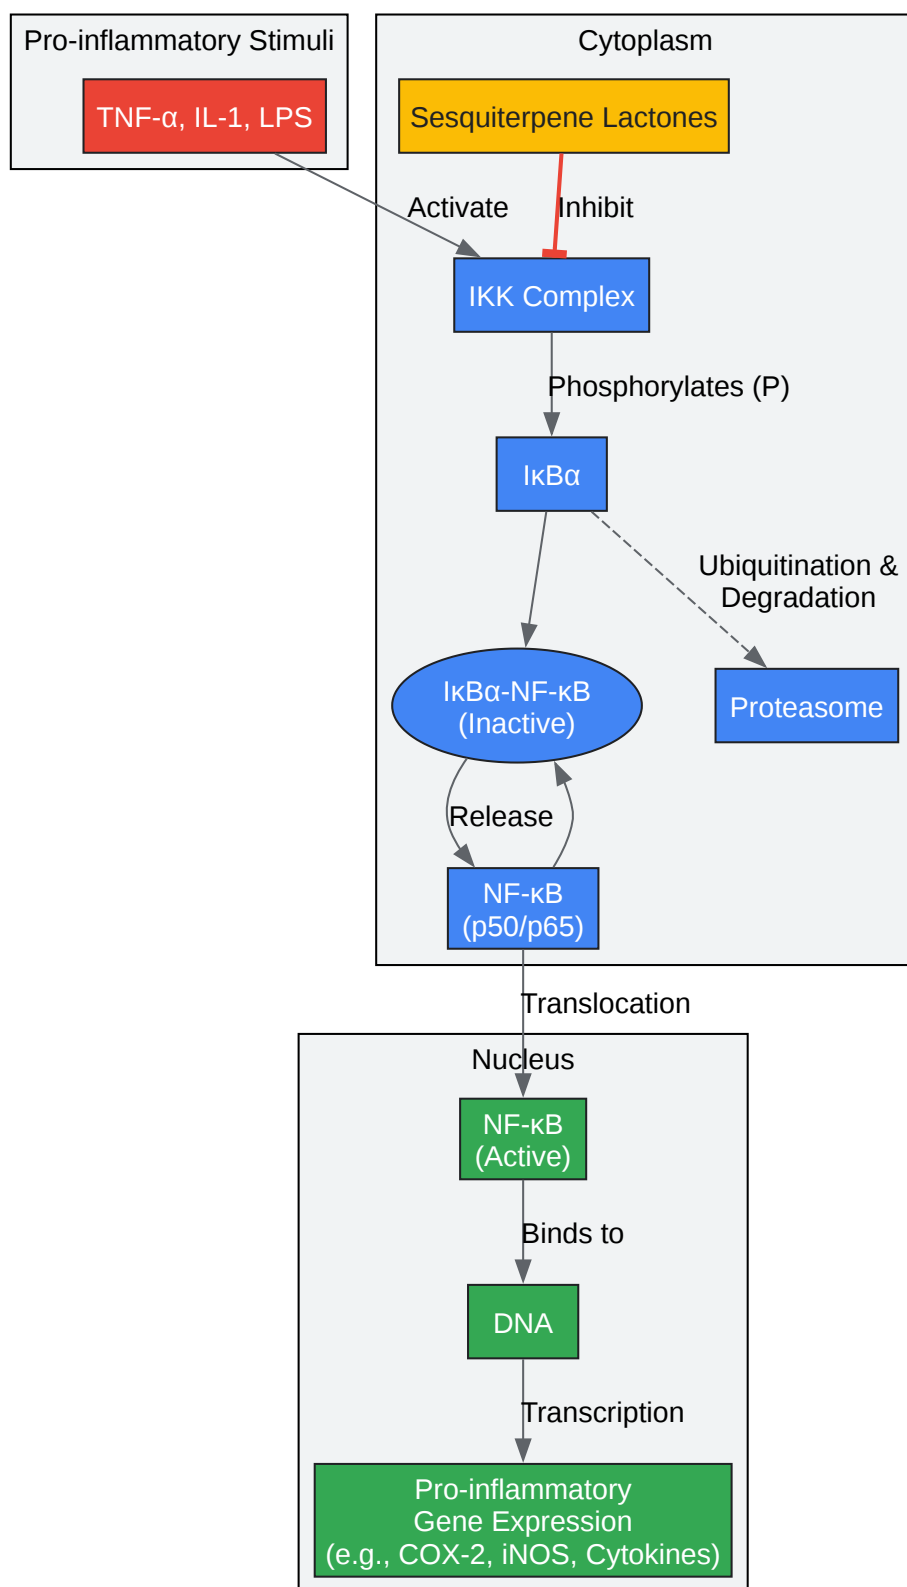 Pro-inflammatory Stimuli
Cytoplasm
TNF-α, IL-1, LPS
Sesquiterpene Lactones
Activate
Inhibit
IKK Complex
Phosphorylates (P)
IκBα
Ubiquitination &
Degradation
IκBα-NF-κB
(Inactive)
Proteasome
Release
NF-κB
(p50/p65)
Translocation
Nucleus
NF-κB
(Active)
Binds to
DNA
Transcription
Pro-inflammatory
Gene Expression
(e.g., COX-2, iNOS, Cytokines)